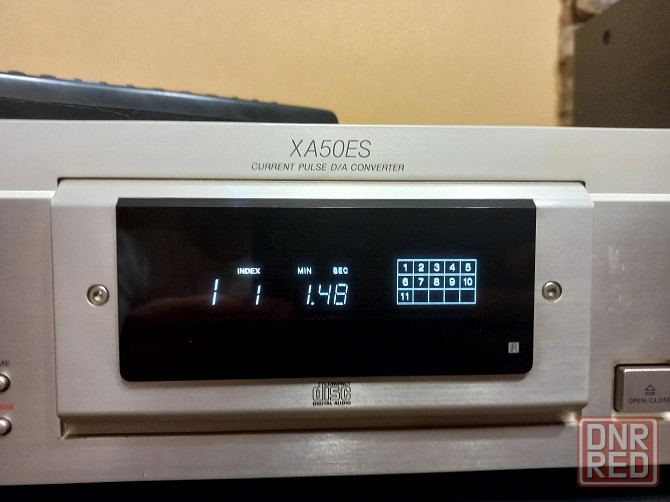 XA50ES
CURRENT PULSE D/A CONVERTER
INDEX MIN SEC
1 1 1.48
1 2 3 4 5
6 7 8 9 10
11
COMPACT
disc
DIGITAL AUDIO
OPEN/CLOSE
DNR
RED